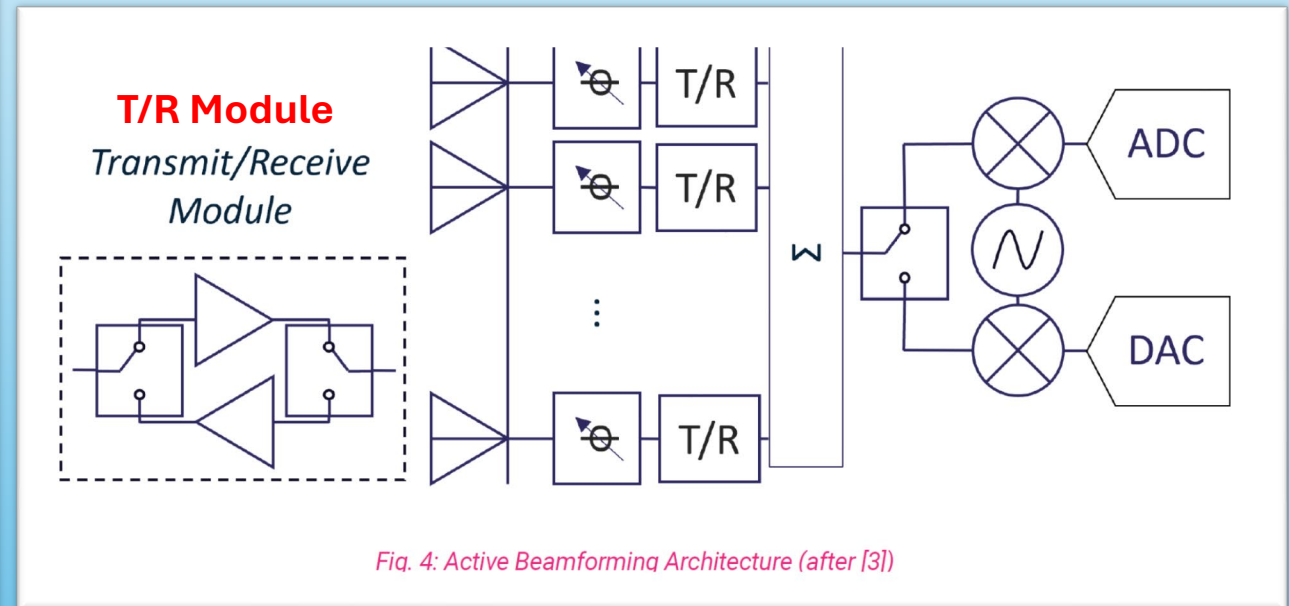 T/R Module
Transmit/Receive
Module
ϕ
T/R
ϕ
T/R
⋮
ϕ
T/R
Σ
ADC
DAC
Fig. 4: Active Beamforming Architecture (after [3])